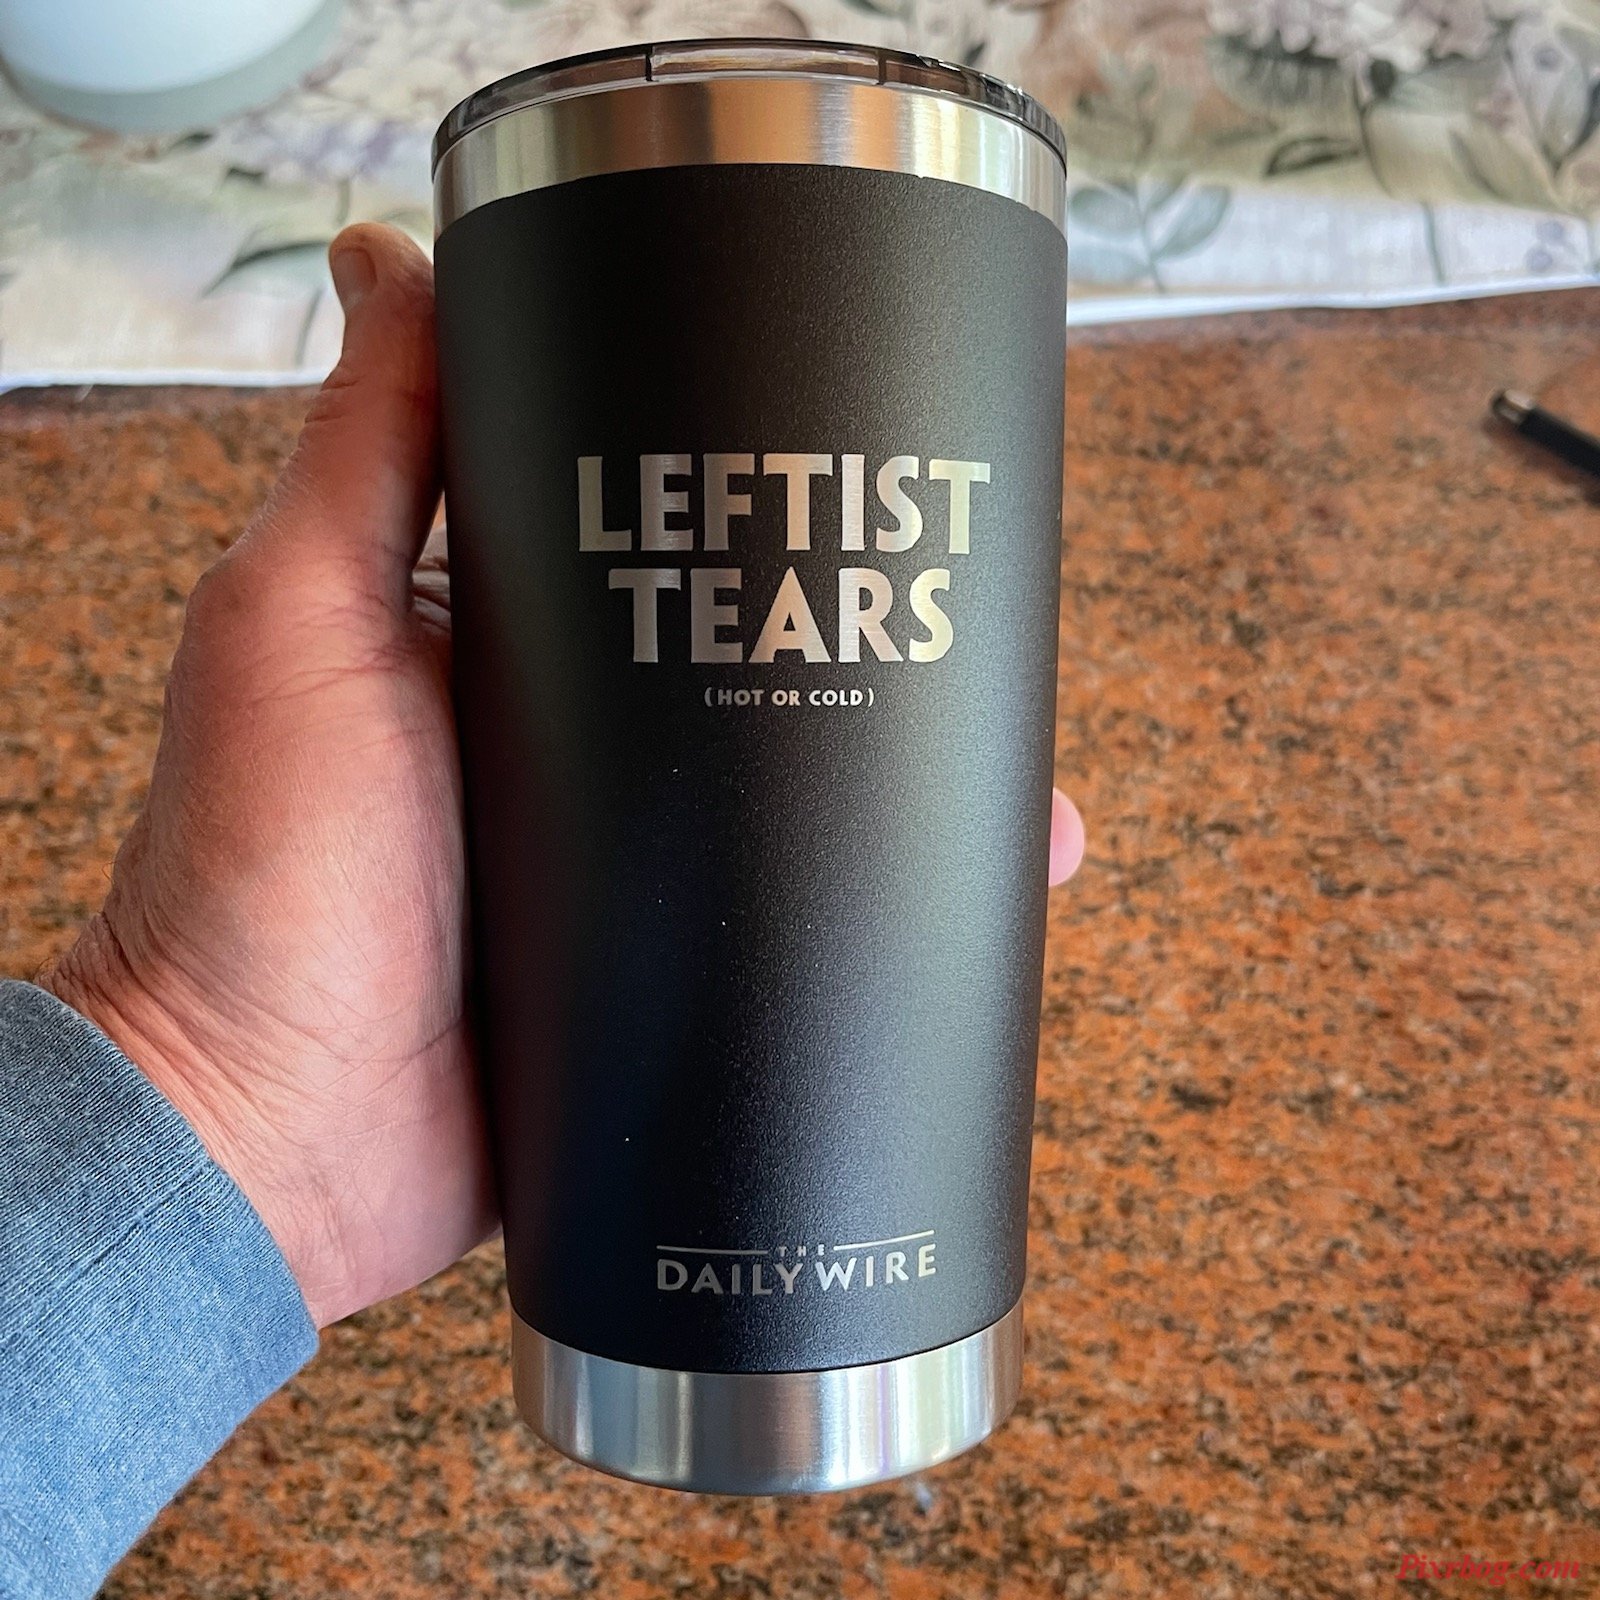 LEFTIST
TEARS
(HOT OR COLD)
THE
DAILY WIRE
Pixrbog.com